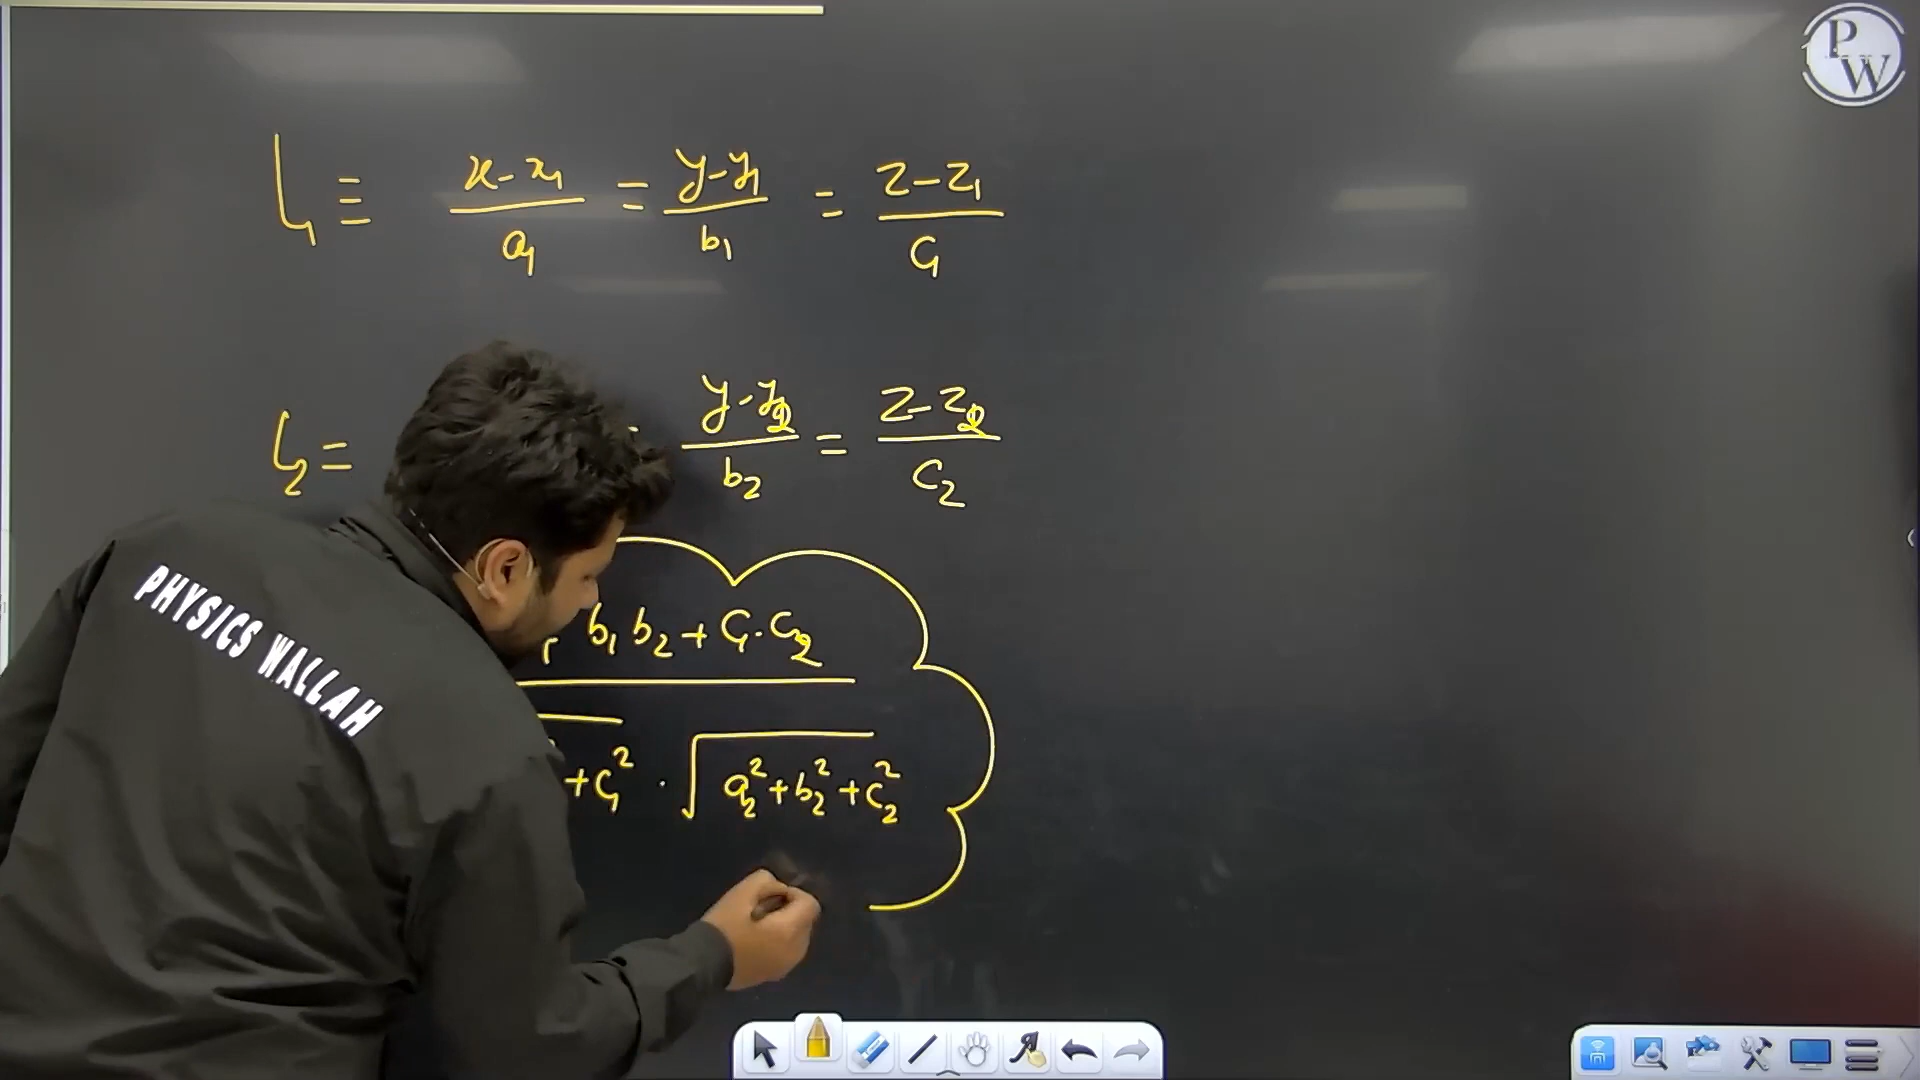 PW
L₁ ≡ x-x₁/a₁ = y-y₁/b₁ = z-z₁/c₁
L₂ = y-y₂/b₂ = z-z₂/c₂
b₁b₂ + c₁·c₂
+c₁² · √a₂²+b₂²+c₂²
PHYSICS WALLAH